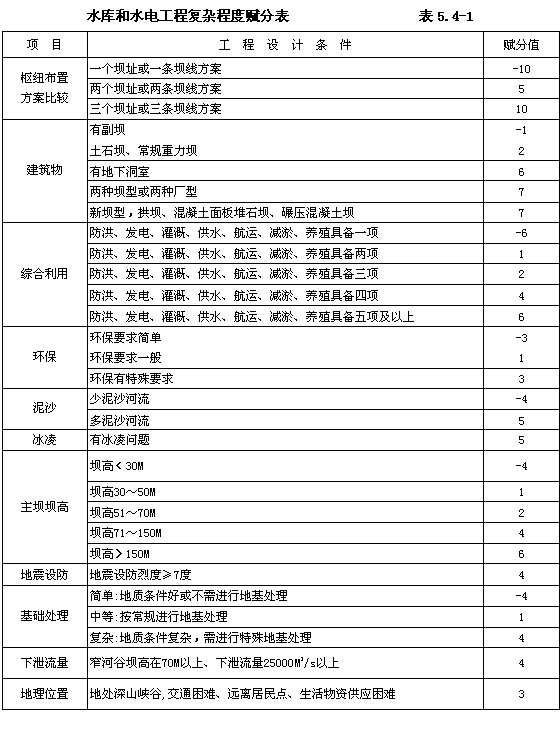 水库和水电工程复杂程度赋分表 表 5.4-1
项 目 工 程 设 计 条 件 赋分值
枢纽布置方案比较 一个坝址或一条坝线方案 -10
两个坝址或两条坝线方案 5
三个坝址或三条坝线方案 10
建筑物 有副坝 -1
土石坝、常规重力坝 2
有地下洞室 6
两种坝型或两种厂型 7
新坝型，拱坝、混凝土面板堆石坝、碾压混凝土坝 7
综合利用 防洪、发电、灌溉、供水、航运、减淤、养殖具备一项 -6
防洪、发电、灌溉、供水、航运、减淤、养殖具备两项 1
防洪、发电、灌溉、供水、航运、减淤、养殖具备三项 2
防洪、发电、灌溉、供水、航运、减淤、养殖具备四项 4
防洪、发电、灌溉、供水、航运、减淤、养殖具备五项及以上 6
环保 环保要求简单 -3
环保要求一般 1
环保有特殊要求 3
泥沙 少泥沙河流 -4
多泥沙河流 5
冰凌 有冰凌问题 5
主坝坝高 坝高＜30M -4
坝高30～50M 1
坝高51～70M 2
坝高71～150M 4
坝高＞150M 6
地震设防 地震设防烈度≥7度 4
基础处理 简单:地质条件好或不需进行地基处理 -4
中等:按常规进行地基处理 1
复杂:地质条件复杂，需进行特殊地基处理 4
下泄流量 窄河谷坝高在70M以上、下泄流量25000M³/s以上 4
地理位置 地处深山峡谷,交通困难、远离居民点、生活物资供应困难 3